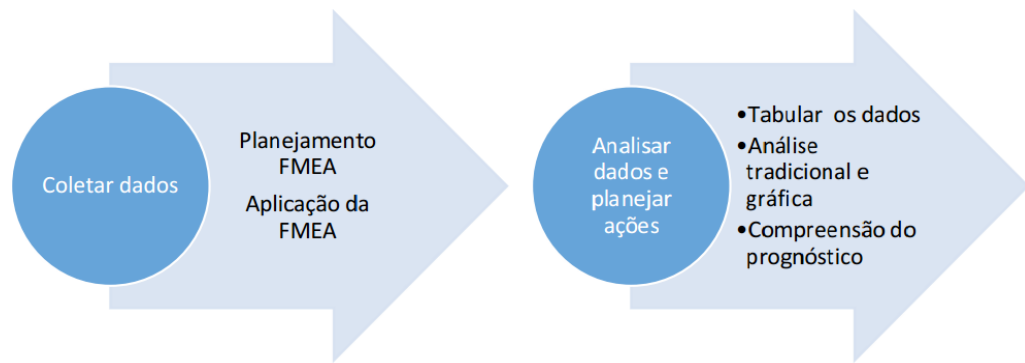 Coletar dados
Planejamento
FMEA
Aplicação da
FMEA
Analisar
dados e
planejar
ações
•Tabular os dados
•Análise
tradicional e
gráfica
•Compreensão do
prognóstico